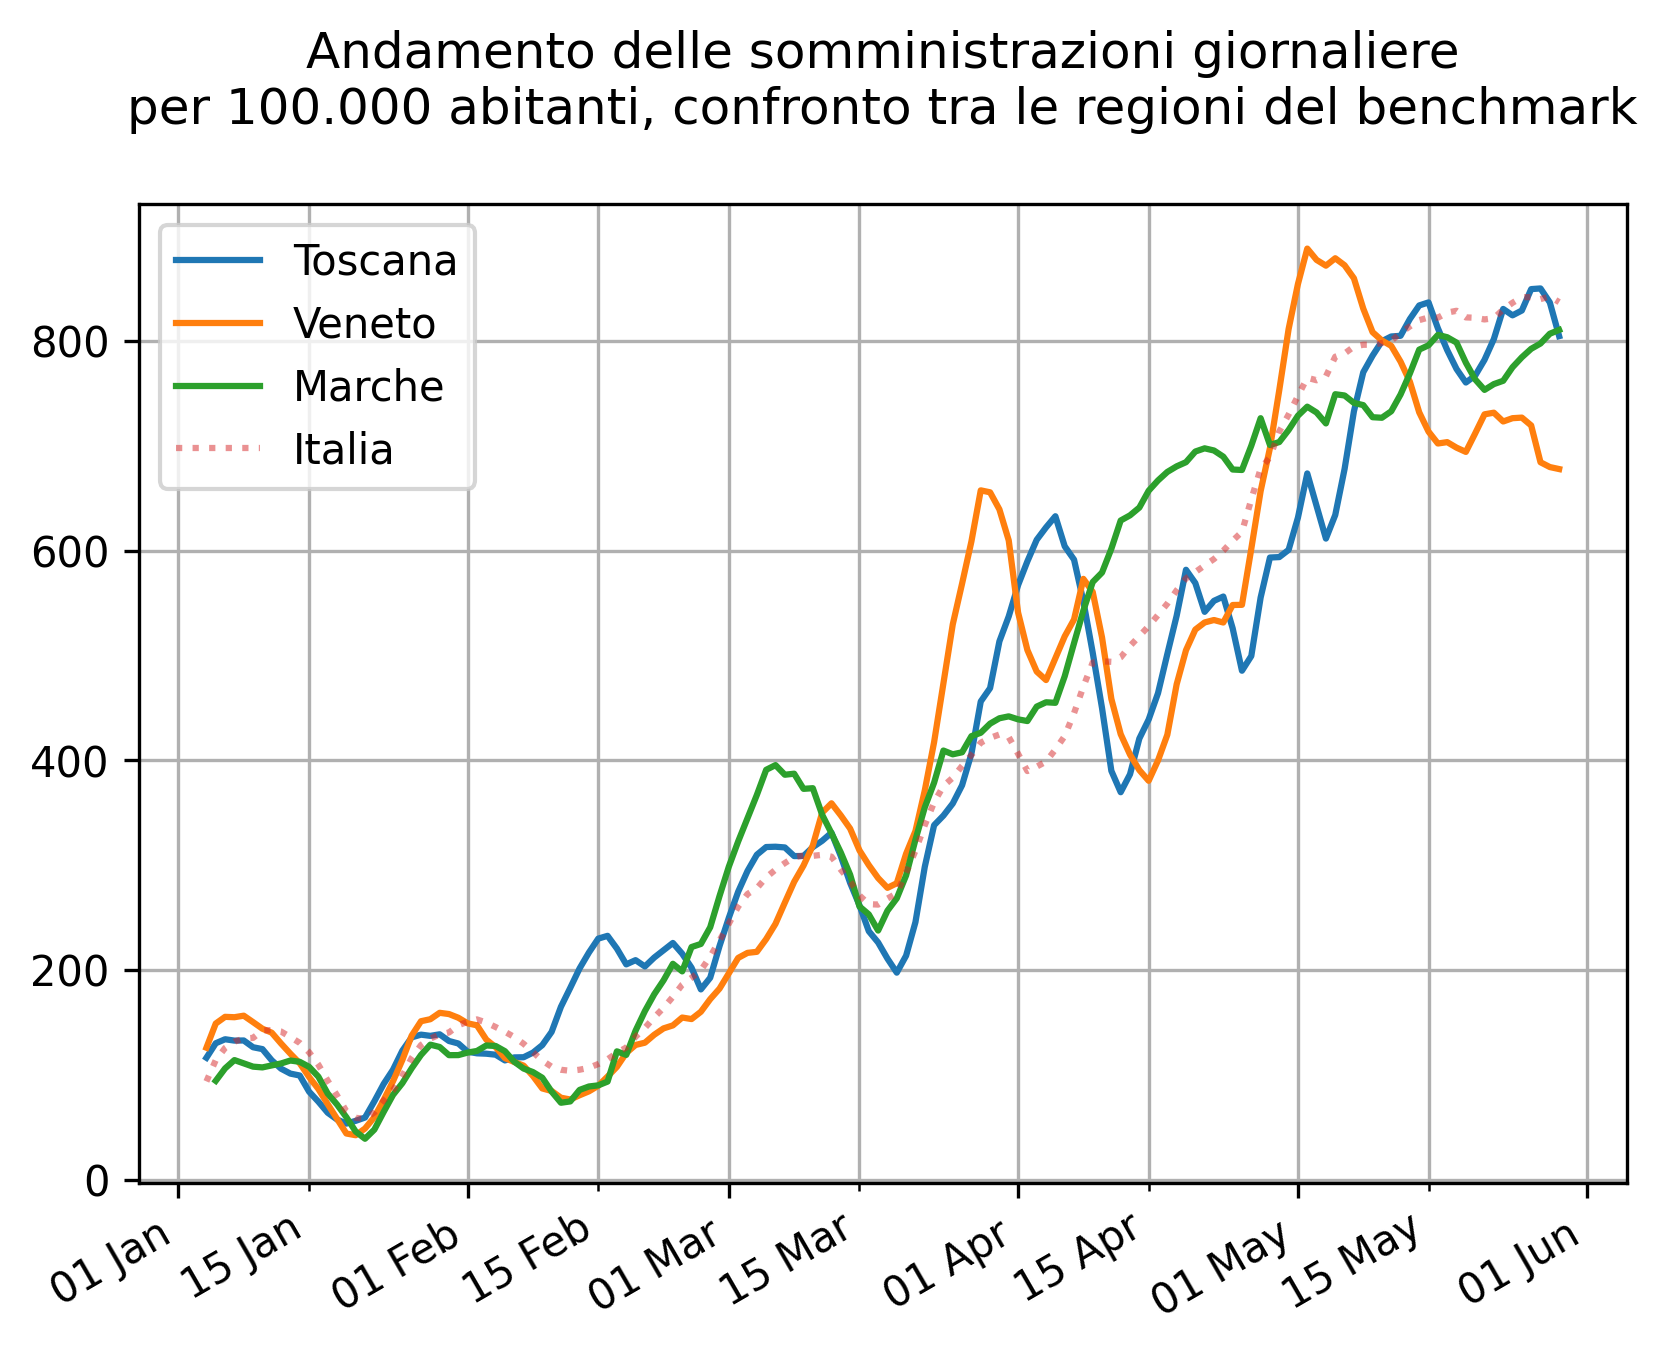 Andamento delle somministrazioni giornaliere
per 100.000 abitanti, confronto tra le regioni del benchmark
Toscana
Veneto
Marche
Italia
800
600
400
200
0
01 Jan
15 Jan
01 Feb
15 Feb
01 Mar
15 Mar
01 Apr
15 Apr
01 May
15 May
01 Jun